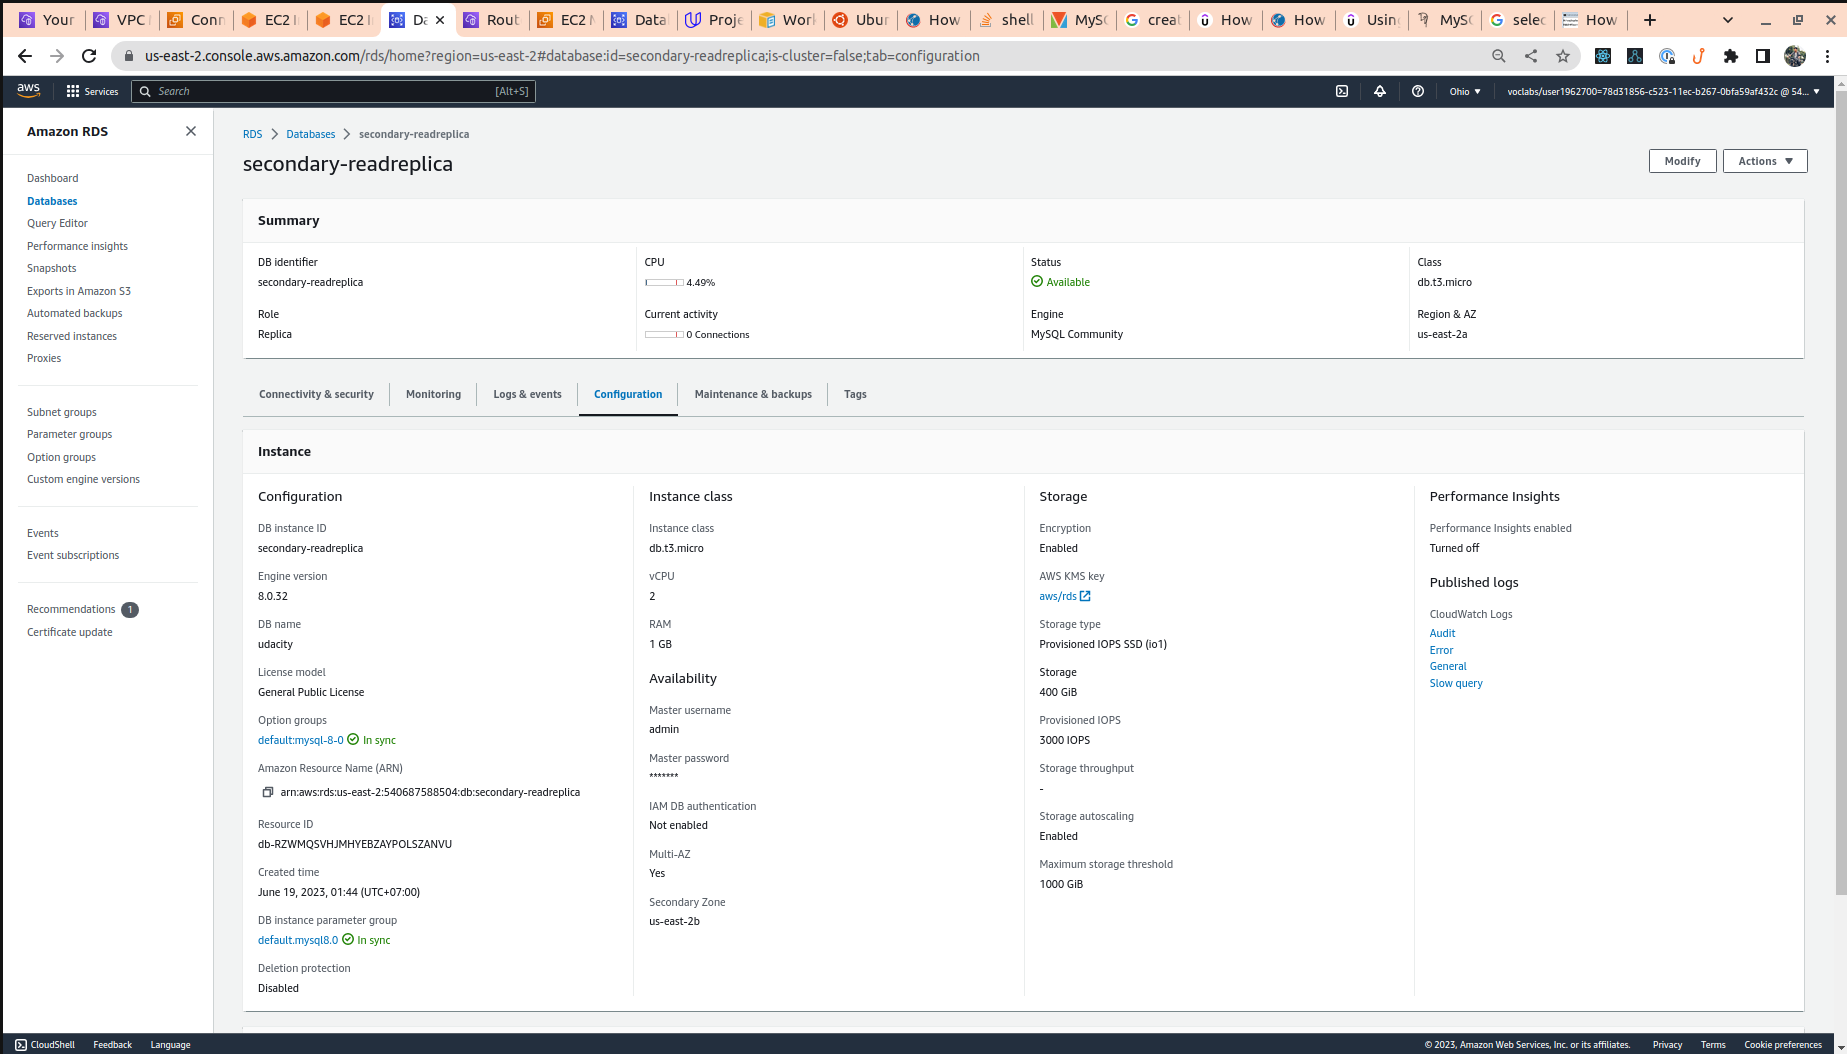 Your
VPC
Conn
EC2 I
EC2 I
Da
Rout
EC2
Data
Proje
Work
Ubur
How
shell
MySC
creat
How
How
Using
MySC
selec
How
us-east-2.console.aws.amazon.com/rds/home?region=us-east-2#database:id=secondary-readreplica;is-cluster=false;tab=configuration
aws
Services
Search
[Alt+S]
Ohio
voclabs/user1962700=78d31856-c523-11ec-b267-0bfa59af432c @ 54...
Amazon RDS
Dashboard
Databases
Query Editor
Performance insights
Snapshots
Exports in Amazon S3
Automated backups
Reserved instances
Proxies
Subnet groups
Parameter groups
Option groups
Custom engine versions
Events
Event subscriptions
Recommendations 1
Certificate update
RDS
Databases
secondary-readreplica
secondary-readreplica
Modify
Actions
Summary
DB identifier
secondary-readreplica
CPU
4.49%
Status
Available
Class
db.t3.micro
Role
Replica
Current activity
0 Connections
Engine
MySQL Community
Region & AZ
us-east-2a
Connectivity & security
Monitoring
Logs & events
Configuration
Maintenance & backups
Tags
Instance
Configuration
DB instance ID
secondary-readreplica
Engine version
8.0.32
DB name
udacity
License model
General Public License
Option groups
default:mysql-8-0 In sync
Amazon Resource Name (ARN)
arn:aws:rds:us-east-2:540687588504:db:secondary-readreplica
Resource ID
db-RZWMQSVHJMHYEBZAYPOLSZANVU
Created time
June 19, 2023, 01:44 (UTC+07:00)
DB instance parameter group
default.mysql8.0 In sync
Deletion protection
Disabled
Instance class
Instance class
db.t3.micro
vCPU
2
RAM
1 GB
Availability
Master username
admin
Master password
*******
IAM DB authentication
Not enabled
Multi-AZ
Yes
Secondary Zone
us-east-2b
Storage
Encryption
Enabled
AWS KMS key
aws/rds
Storage type
Provisioned IOPS SSD (io1)
Storage
400 GiB
Provisioned IOPS
3000 IOPS
Storage throughput
-
Storage autoscaling
Enabled
Maximum storage threshold
1000 GiB
Performance Insights
Performance Insights enabled
Turned off
Published logs
CloudWatch Logs
Audit
Error
General
Slow query
CloudShell
Feedback
Language
© 2023, Amazon Web Services, Inc. or its affiliates.
Privacy
Terms
Cookie preferences